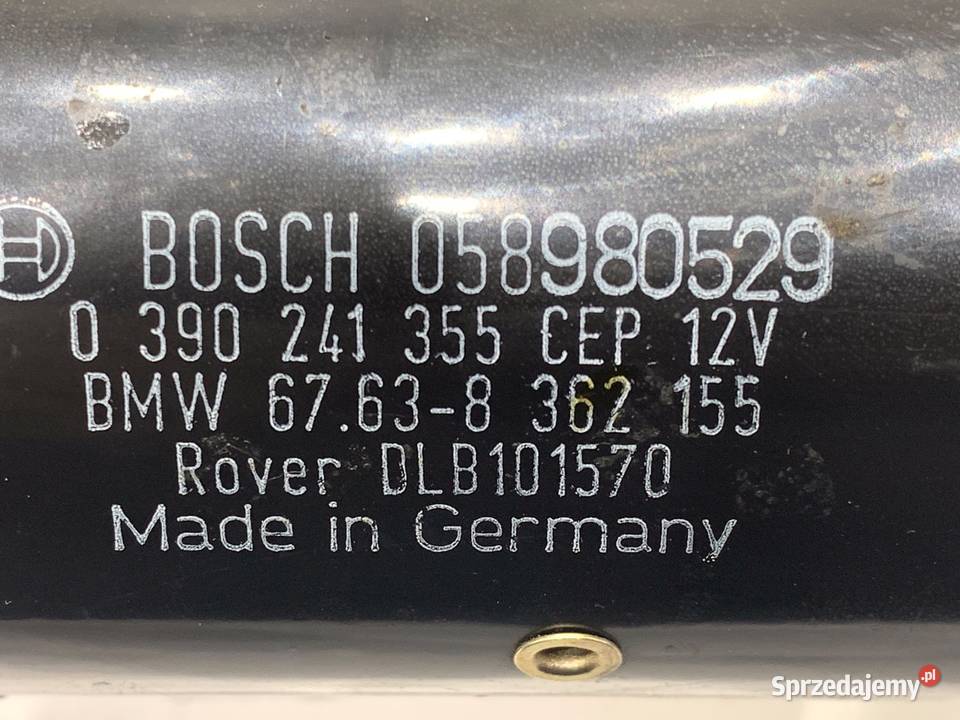 BOSCH 058980529
0 390 241 355 CEP 12V
BMW 67.63-8 362 155
Rover DLB101570
Made in Germany
Sprzedajemy.pl